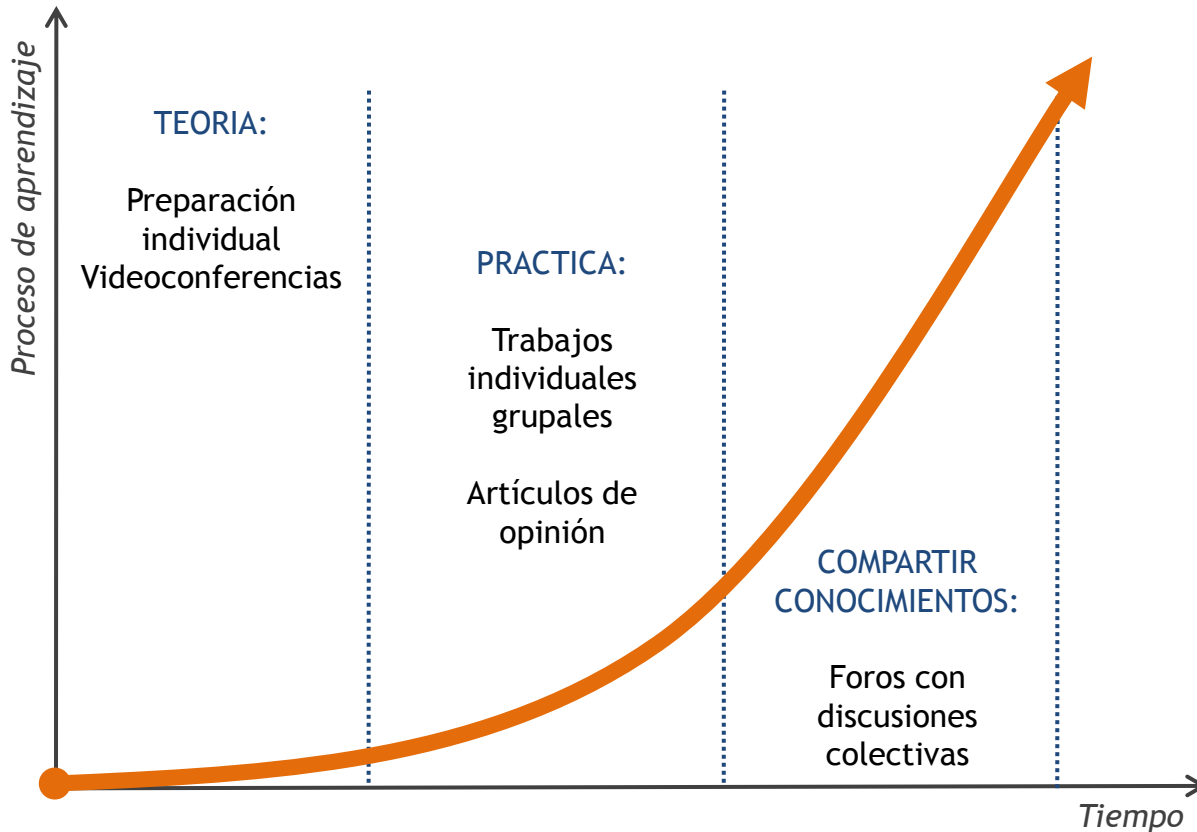 Proceso de aprendizaje
TEORIA:
Preparación
individual
Videoconferencias
PRACTICA:
Trabajos
individuales
grupales
Artículos de
opinión
COMPARTIR
CONOCIMIENTOS:
Foros con
discusiones
colectivas
Tiempo